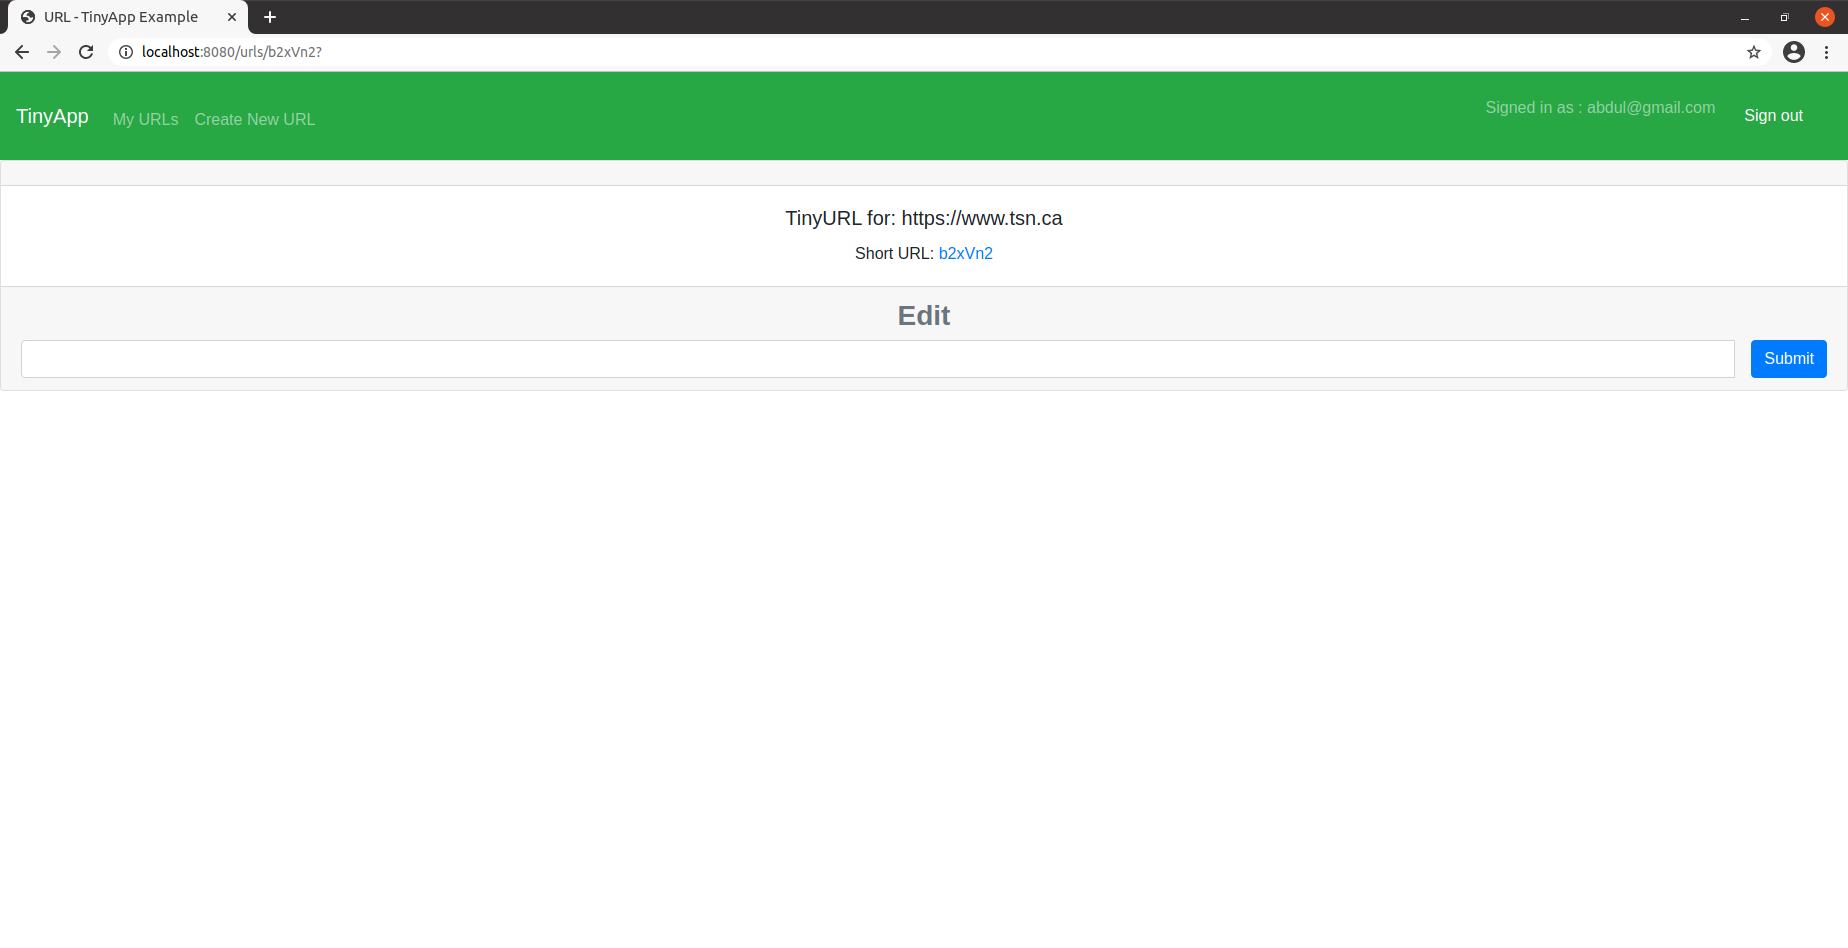 URL - TinyApp Example
localhost:8080/urls/b2xVn2?
TinyApp My URLs Create New URL Signed in as : abdul@gmail.com Sign out
TinyURL for: https://www.tsn.ca
Short URL: b2xVn2
Edit
Submit